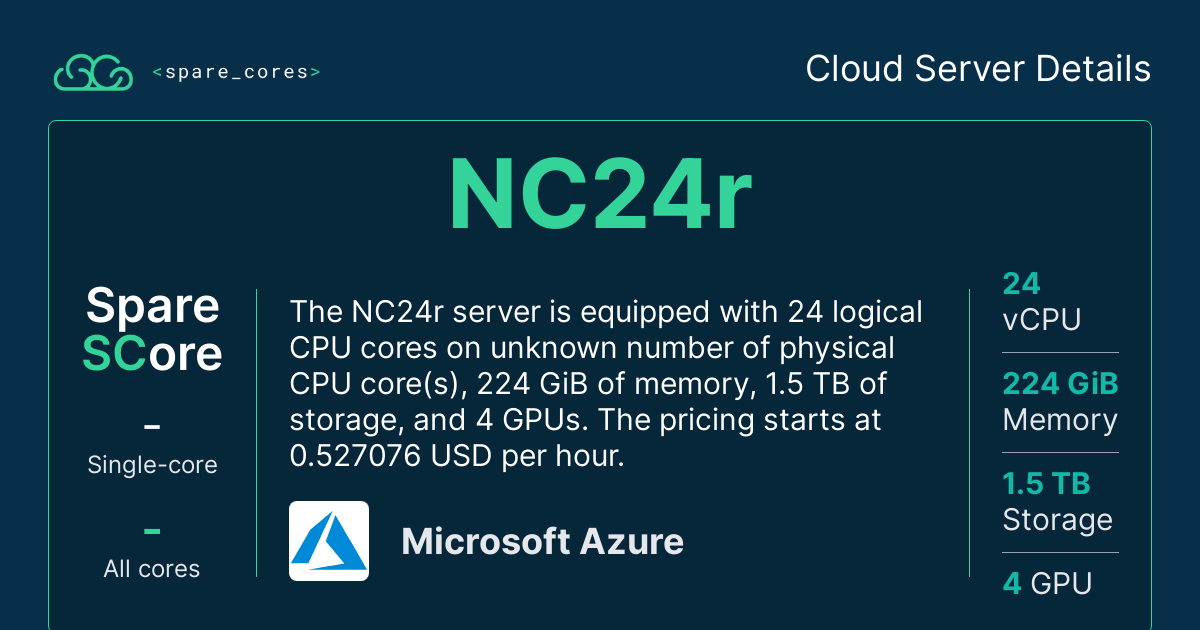 <spare_cores>
Cloud Server Details
NC24r
Spare
SCore
–
Single-core
–
All cores
The NC24r server is equipped with 24 logical
CPU cores on unknown number of physical
CPU core(s), 224 GiB of memory, 1.5 TB of
storage, and 4 GPUs. The pricing starts at
0.527076 USD per hour.
Microsoft Azure
24
vCPU
224 GiB
Memory
1.5 TB
Storage
4 GPU